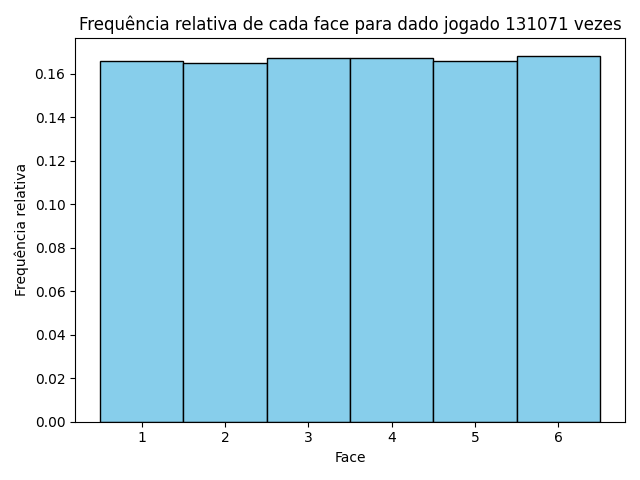 Frequência relativa de cada face para dado jogado 131071 vezes
0.16
0.14
0.12
0.10
0.08
0.06
0.04
0.02
0.00
Frequência relativa
1 2 3 4 5 6
Face